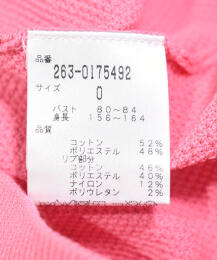 品番
263-0175492
サイズ
0
バスト 80～84
身長 156～164
品質
コットン 52%
ポリエステル 48%
リブ部分
コットン 46%
ポリエステル 40%
ナイロン 12%
ポリウレタン 2%